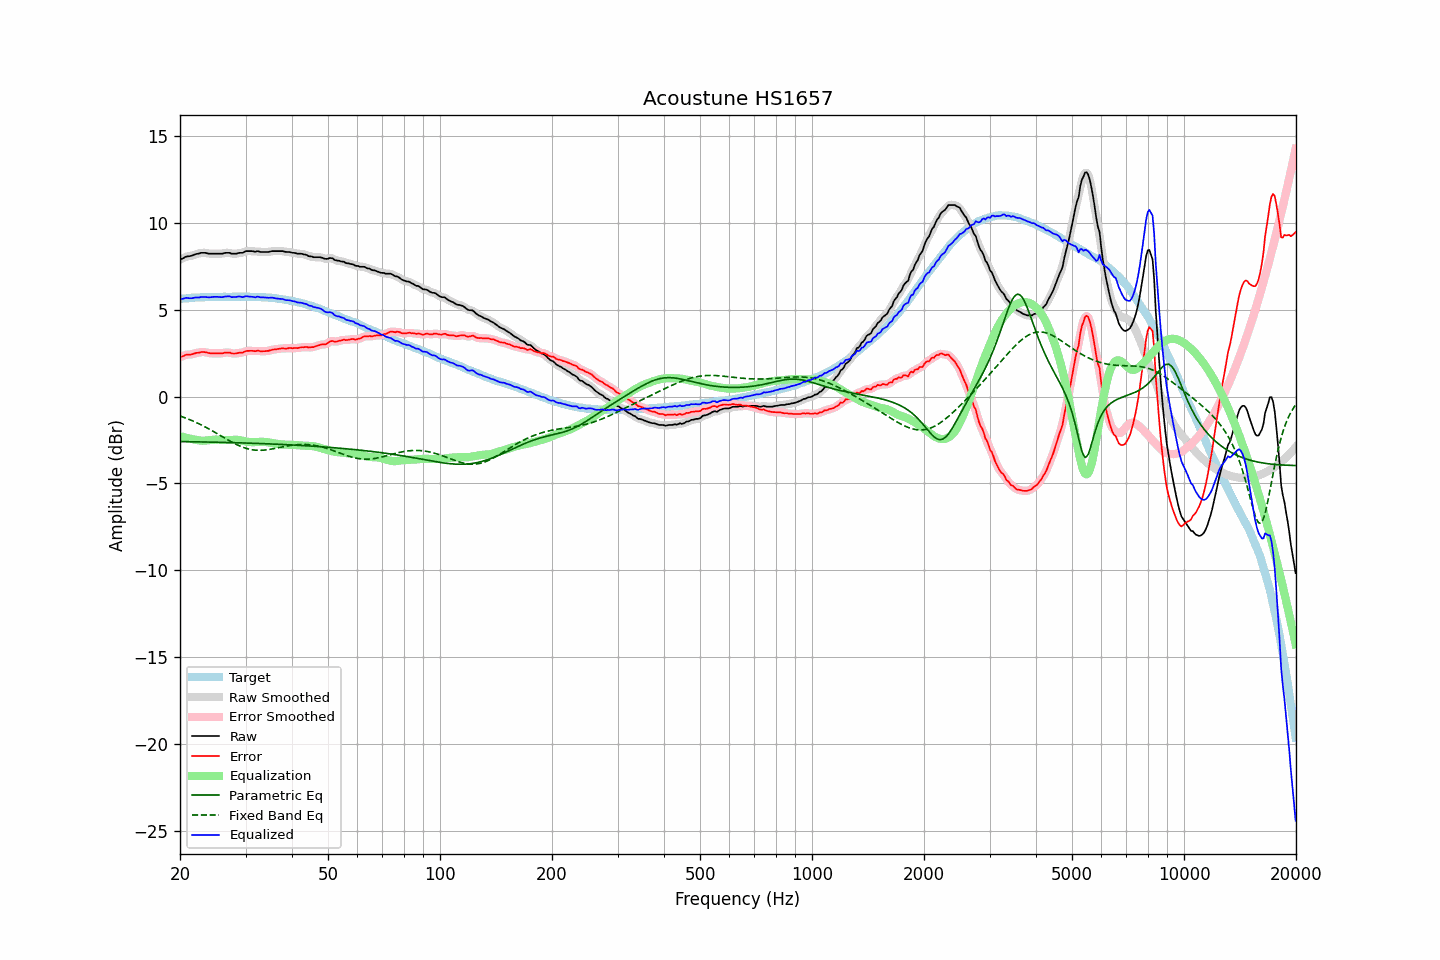 Acoustune HS1657
Amplitude (dBr)
15
10
5
0
−5
−10
−15
−20
−25
Target
Raw Smoothed
Error Smoothed
Raw
Error
Equalization
Parametric Eq
Fixed Band Eq
Equalized
20 50 100 200 500 1000 2000 5000 10000 20000
Frequency (Hz)